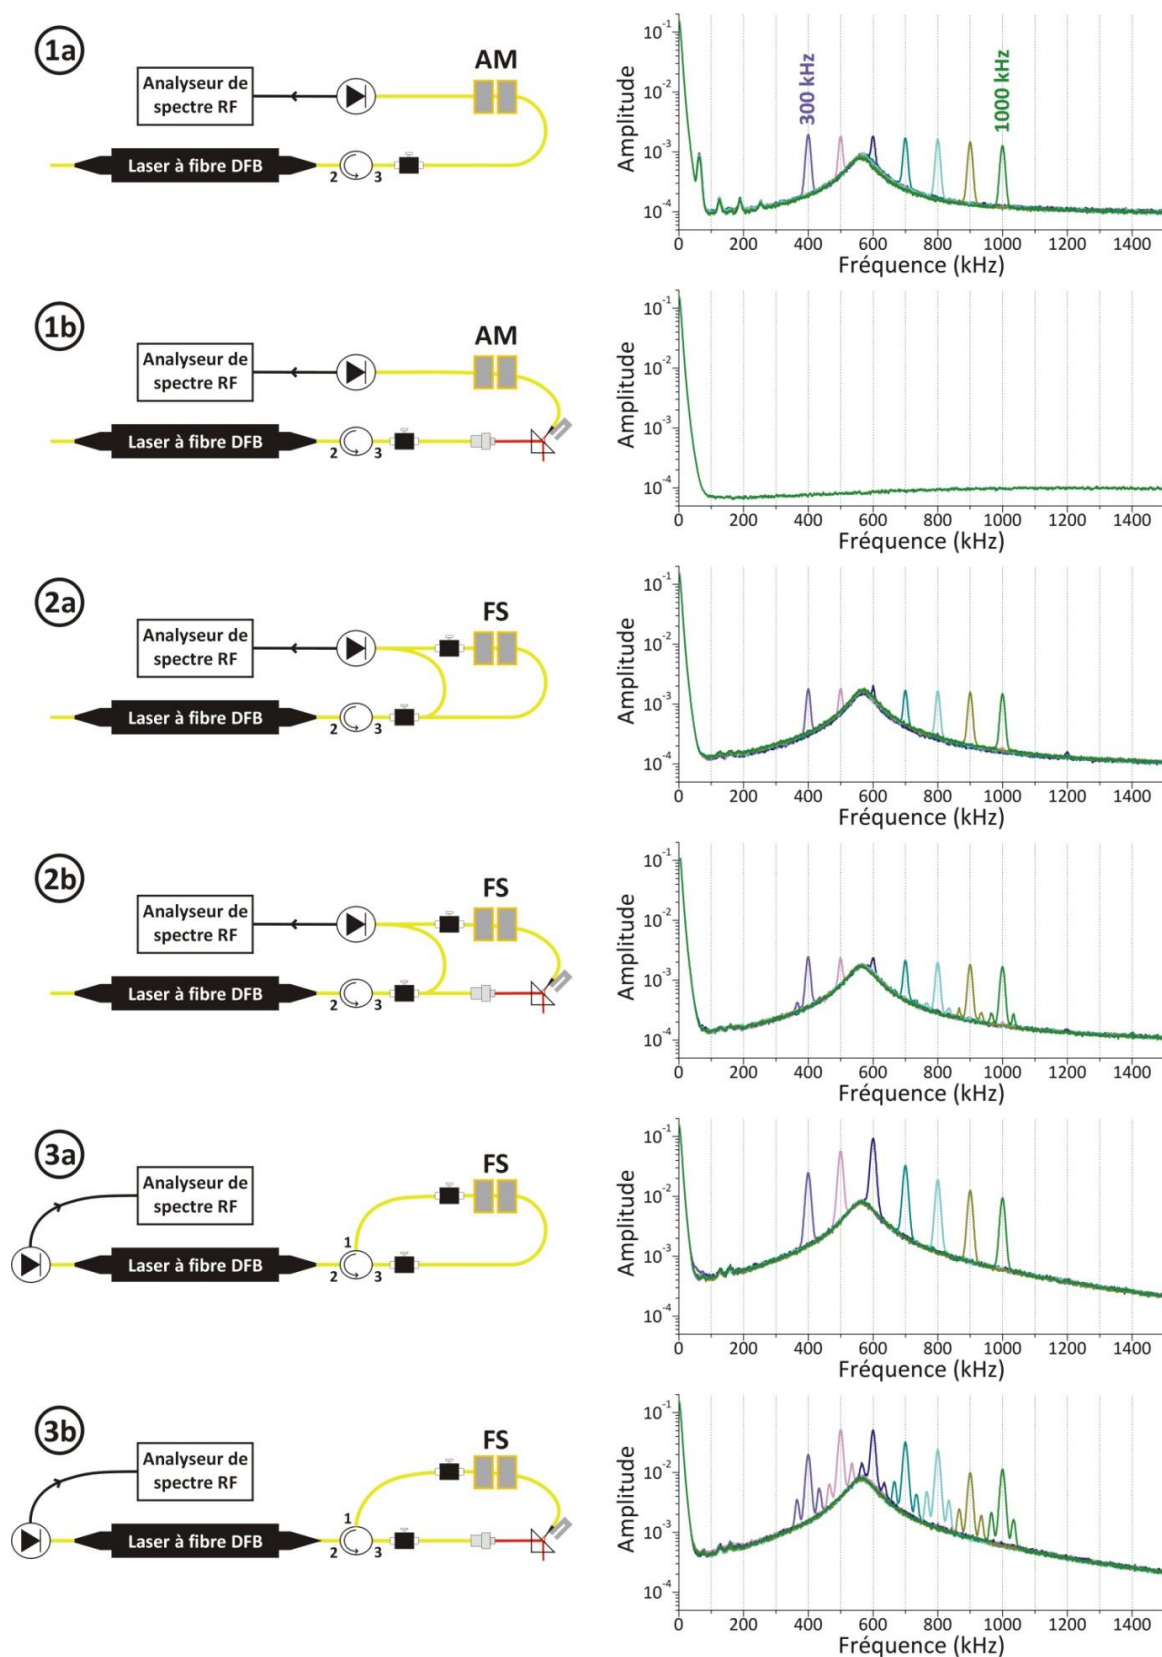 1a
Analyseur de
spectre RF
AM
Laser à fibre DFB
2 3
Amplitude
10-1
10-2
10-3
10-4
300 kHz
1000 kHz
0 200 400 600 800 1000 1200 1400
Fréquence (kHz)
1b
Analyseur de
spectre RF
AM
Laser à fibre DFB
2 3
Amplitude
10-1
10-2
10-3
10-4
0 200 400 600 800 1000 1200 1400
Fréquence (kHz)
2a
Analyseur de
spectre RF
FS
Laser à fibre DFB
2 3
Amplitude
10-1
10-2
10-3
10-4
0 200 400 600 800 1000 1200 1400
Fréquence (kHz)
2b
Analyseur de
spectre RF
FS
Laser à fibre DFB
2 3
Amplitude
10-1
10-2
10-3
10-4
0 200 400 600 800 1000 1200 1400
Fréquence (kHz)
3a
Analyseur de
spectre RF
FS
1
Laser à fibre DFB
2 3
Amplitude
10-1
10-2
10-3
10-4
0 200 400 600 800 1000 1200 1400
Fréquence (kHz)
3b
Analyseur de
spectre RF
FS
1
Laser à fibre DFB
2 3
Amplitude
10-1
10-2
10-3
10-4
0 200 400 600 800 1000 1200 1400
Fréquence (kHz)